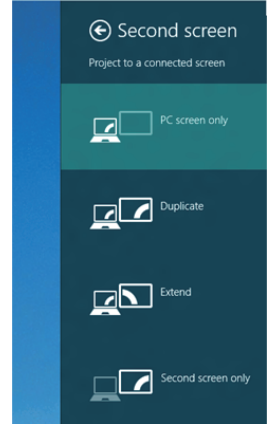 Second screen
Project to a connected screen
PC screen only
Duplicate
Extend
Second screen only